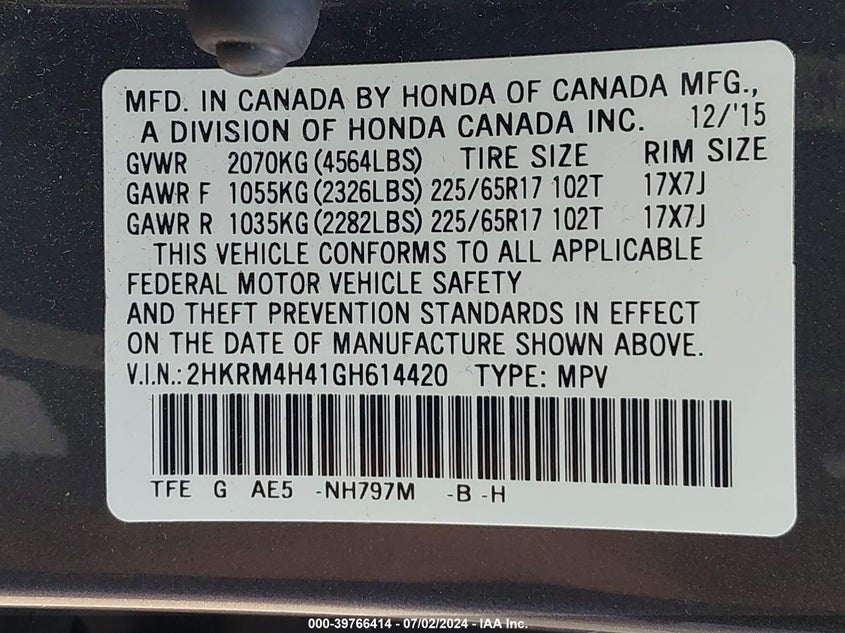 MFD. IN CANADA BY HONDA OF CANADA MFG.,
A DIVISION OF HONDA CANADA INC. 12/'15
GVWR 2070KG (4564LBS) TIRE SIZE RIM SIZE
GAWR F 1055KG (2326LBS) 225/65R17 102T 17X7J
GAWR R 1035KG (2282LBS) 225/65R17 102T 17X7J
THIS VEHICLE CONFORMS TO ALL APPLICABLE
FEDERAL MOTOR VEHICLE SAFETY
AND THEFT PREVENTION STANDARDS IN EFFECT
ON THE DATE OF MANUFACTURE SHOWN ABOVE.
V.I.N.: 2HKRM4H41GH614420 TYPE: MPV
TFE G AE5 -NH797M -B -H
000-39766414 - 07/02/2024 - IAA Inc.